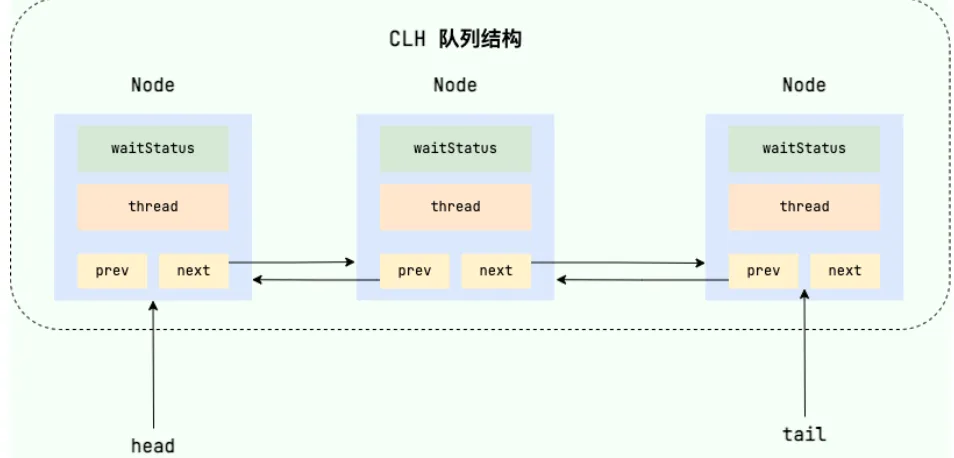 CLH 队列结构
Node Node Node
waitStatus waitStatus waitStatus
thread thread thread
prev next prev next prev next
head tail